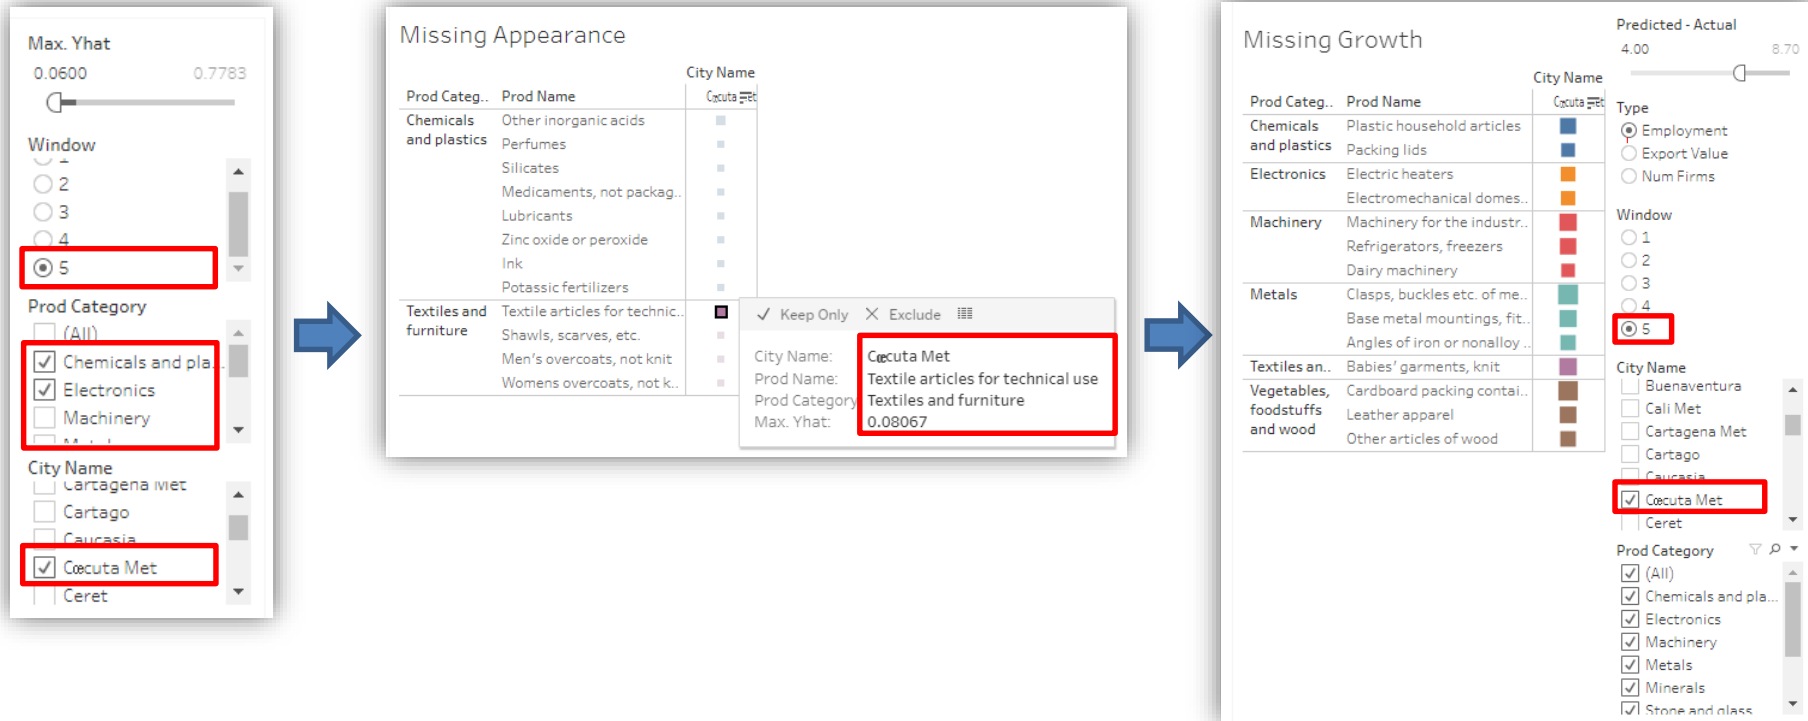 Max. Yhat
0.0600 0.7783
Window
1
2
3
4
5
Prod Category
(All)
Chemicals and pla...
Electronics
Machinery
City Name
Cartagena Met
Cartago
Caucasia
Cœcuta Met
Ceret
Missing Appearance
City Name
Prod Categ.. Prod Name
Chemicals and plastics
Other inorganic acids
Perfumes
Silicates
Medicaments, not packag..
Lubricants
Zinc oxide or peroxide
Ink
Potassic fertilizers
Textiles and furniture
Textile articles for technic..
Shawls, scarves, etc.
Men's overcoats, not knit
Womens overcoats, not k..
Keep Only Exclude
City Name: Cœcuta Met
Prod Name: Textile articles for technical use
Prod Category Textiles and furniture
Max. Yhat: 0.08067
Missing Growth
City Name
Prod Categ.. Prod Name
Chemicals and plastics
Plastic household articles
Packing lids
Electronics Electric heaters
Electromechanical domes..
Machinery Machinery for the industr..
Refrigerators, freezers
Dairy machinery
Metals Clasps, buckles etc. of me..
Base metal mountings, fit..
Angles of iron or nonalloy ..
Textiles an.. Babies' garments, knit
Vegetables, foodstuffs and wood
Cardboard packing contai..
Leather apparel
Other articles of wood
Predicted - Actual
4.00 8.70
Type
Employment
Export Value
Num Firms
Window
1
2
3
4
5
City Name
Buenaventura
Cali Met
Cartagena Met
Cartago
Caucasia
Cœcuta Met
Ceret
Prod Category
(All)
Chemicals and pla...
Electronics
Machinery
Metals
Minerals
Stone and glass